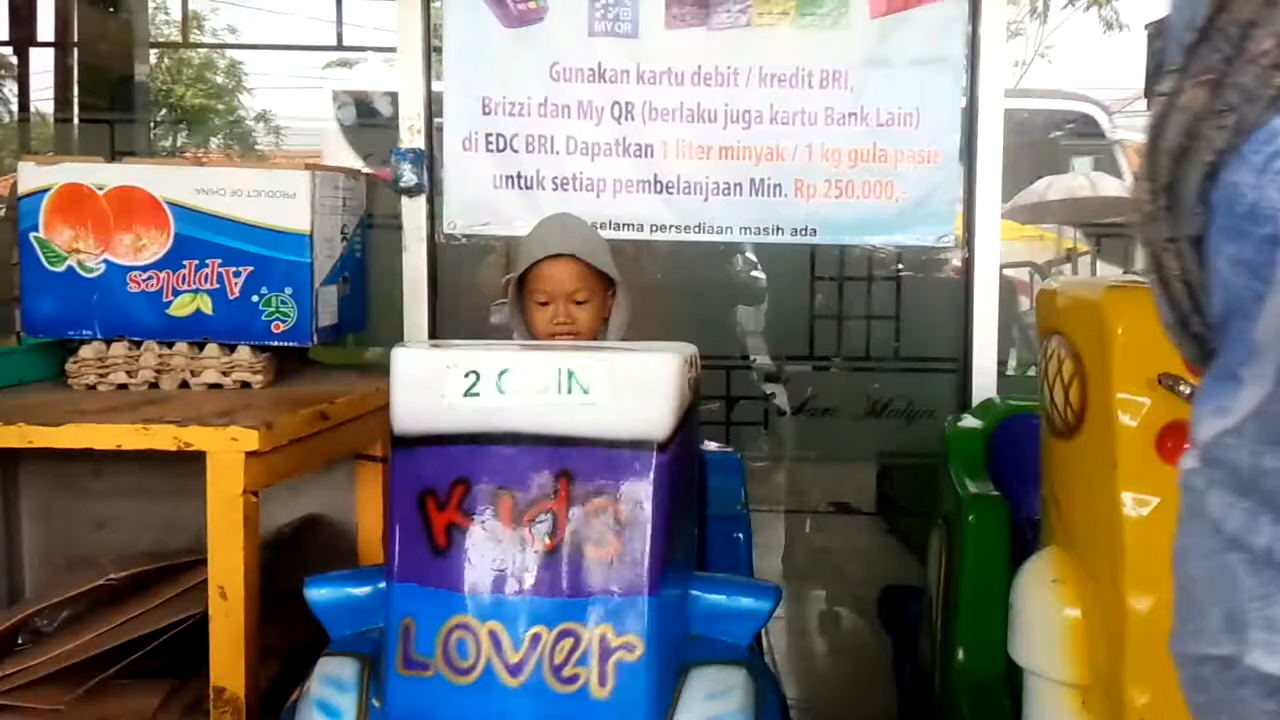 MY QR
Gunakan kartu debit / kredit BRI,
Brizzi dan My QR (berlaku juga kartu Bank Lain)
di EDC BRI. Dapatkan 1 liter minyak / 1 kg gula pasir
untuk setiap pembelanjaan Min. Rp.250.000,-
selama persediaan masih ada
PRODUCT OF CHINA
Apples
2 COIN
Kids
Lover